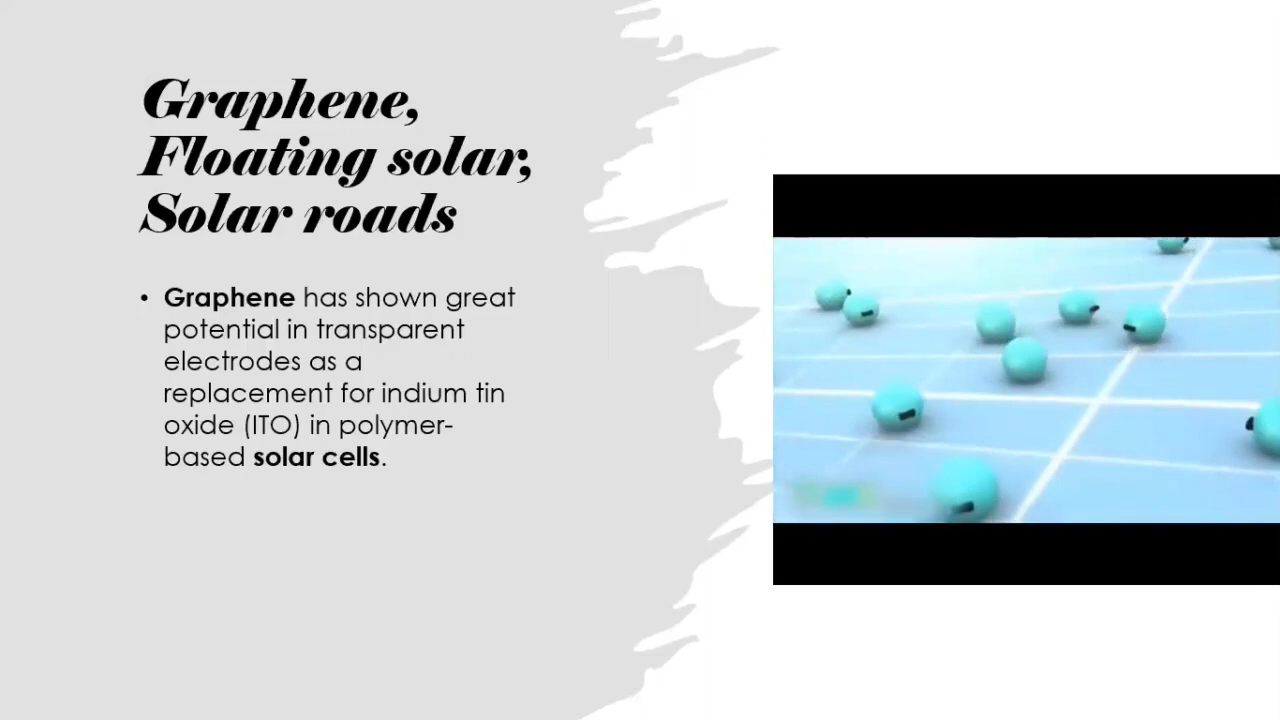 Graphene,
Floating solar,
Solar roads
• Graphene has shown great
potential in transparent
electrodes as a
replacement for indium tin
oxide (ITO) in polymer-
based solar cells.